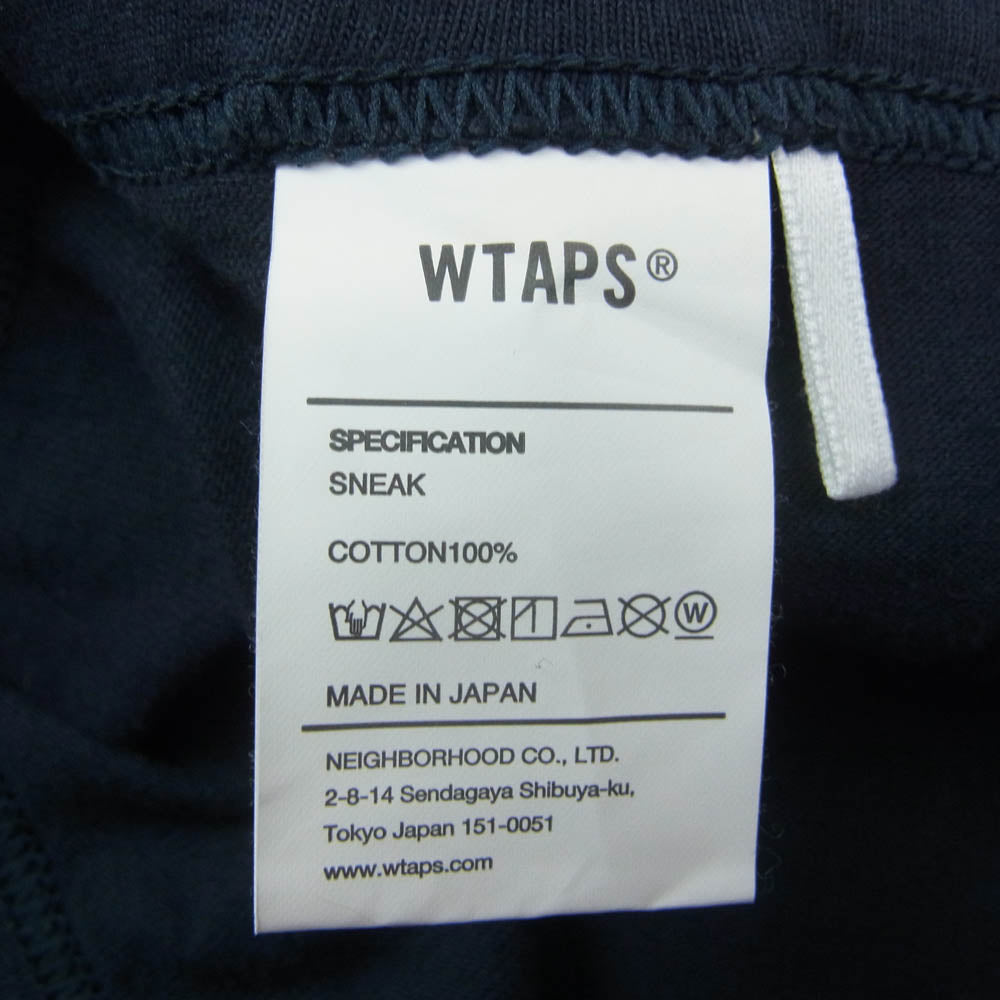 WTAPS®
SPECIFICATION
SNEAK
COTTON100%
W
MADE IN JAPAN
NEIGHBORHOOD CO., LTD.
2-8-14 Sendagaya Shibuya-ku,
Tokyo Japan 151-0051
www.wtaps.com